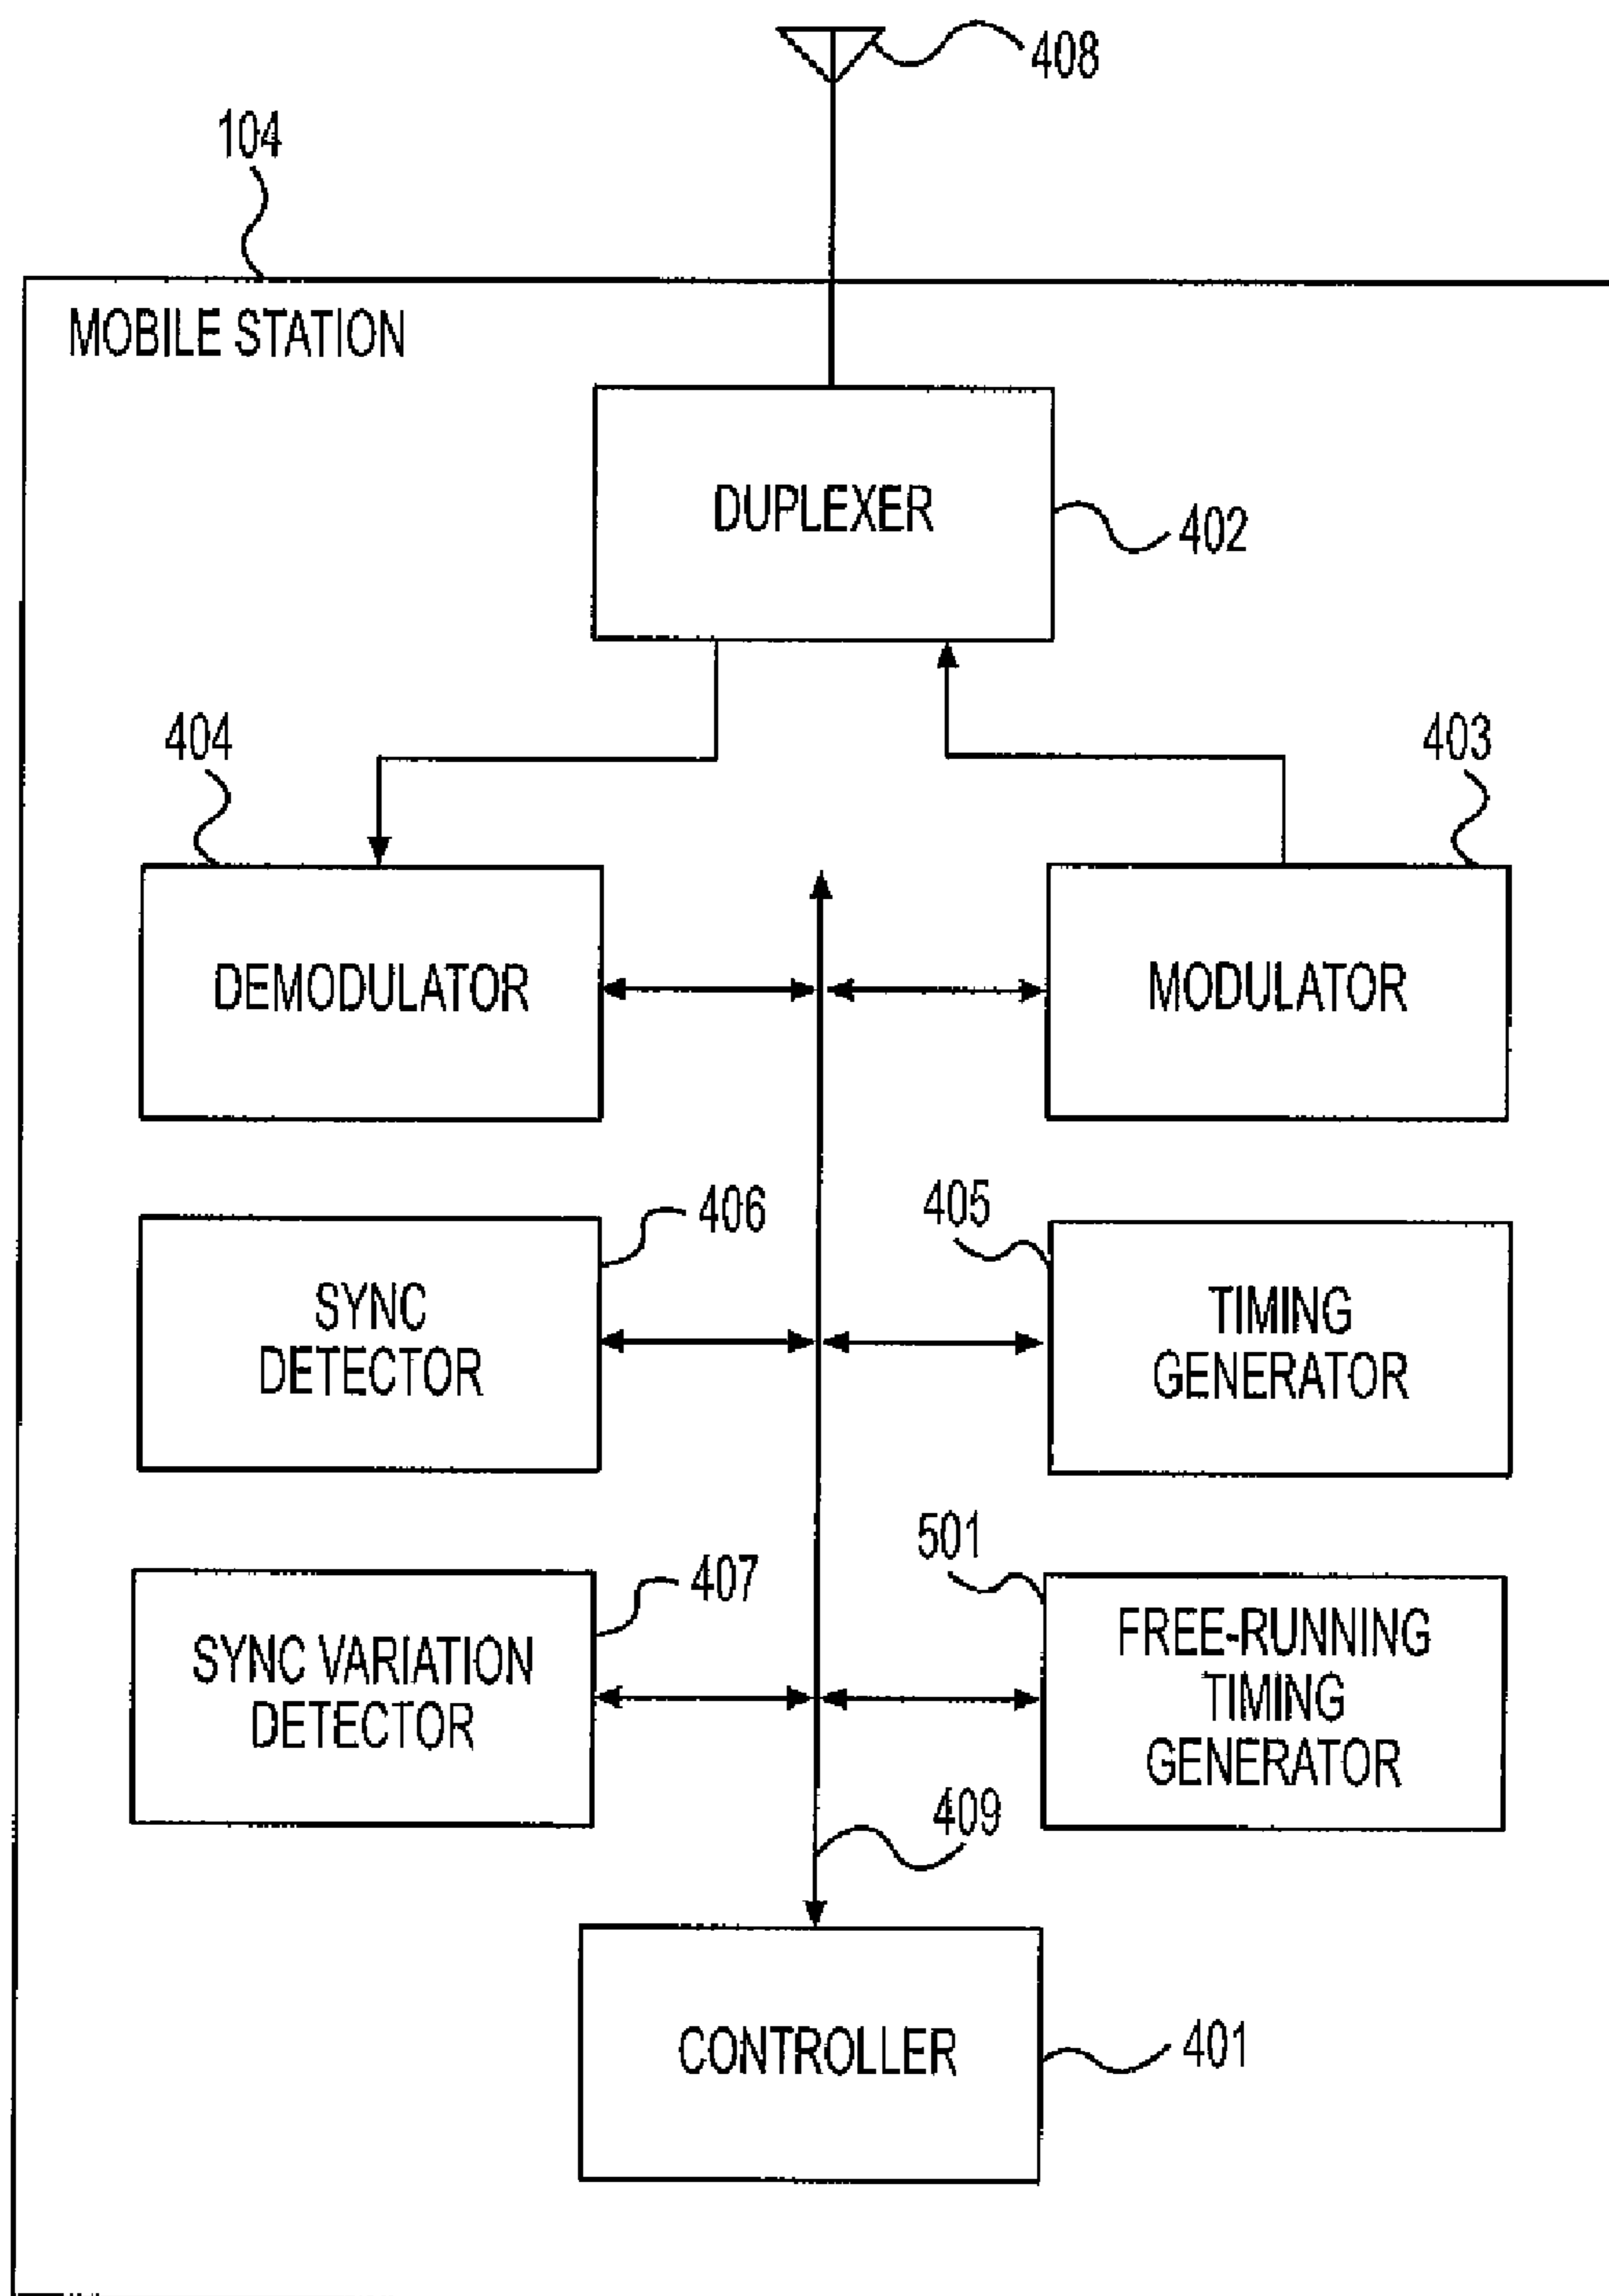 408
104
MOBILE STATION
DUPLEXER
402
404
403
DEMODULATOR
MODULATOR
406
405
SYNC
DETECTOR
TIMING
GENERATOR
407
501
SYNC VARIATION
DETECTOR
FREE-RUNNING
TIMING
GENERATOR
409
CONTROLLER
401